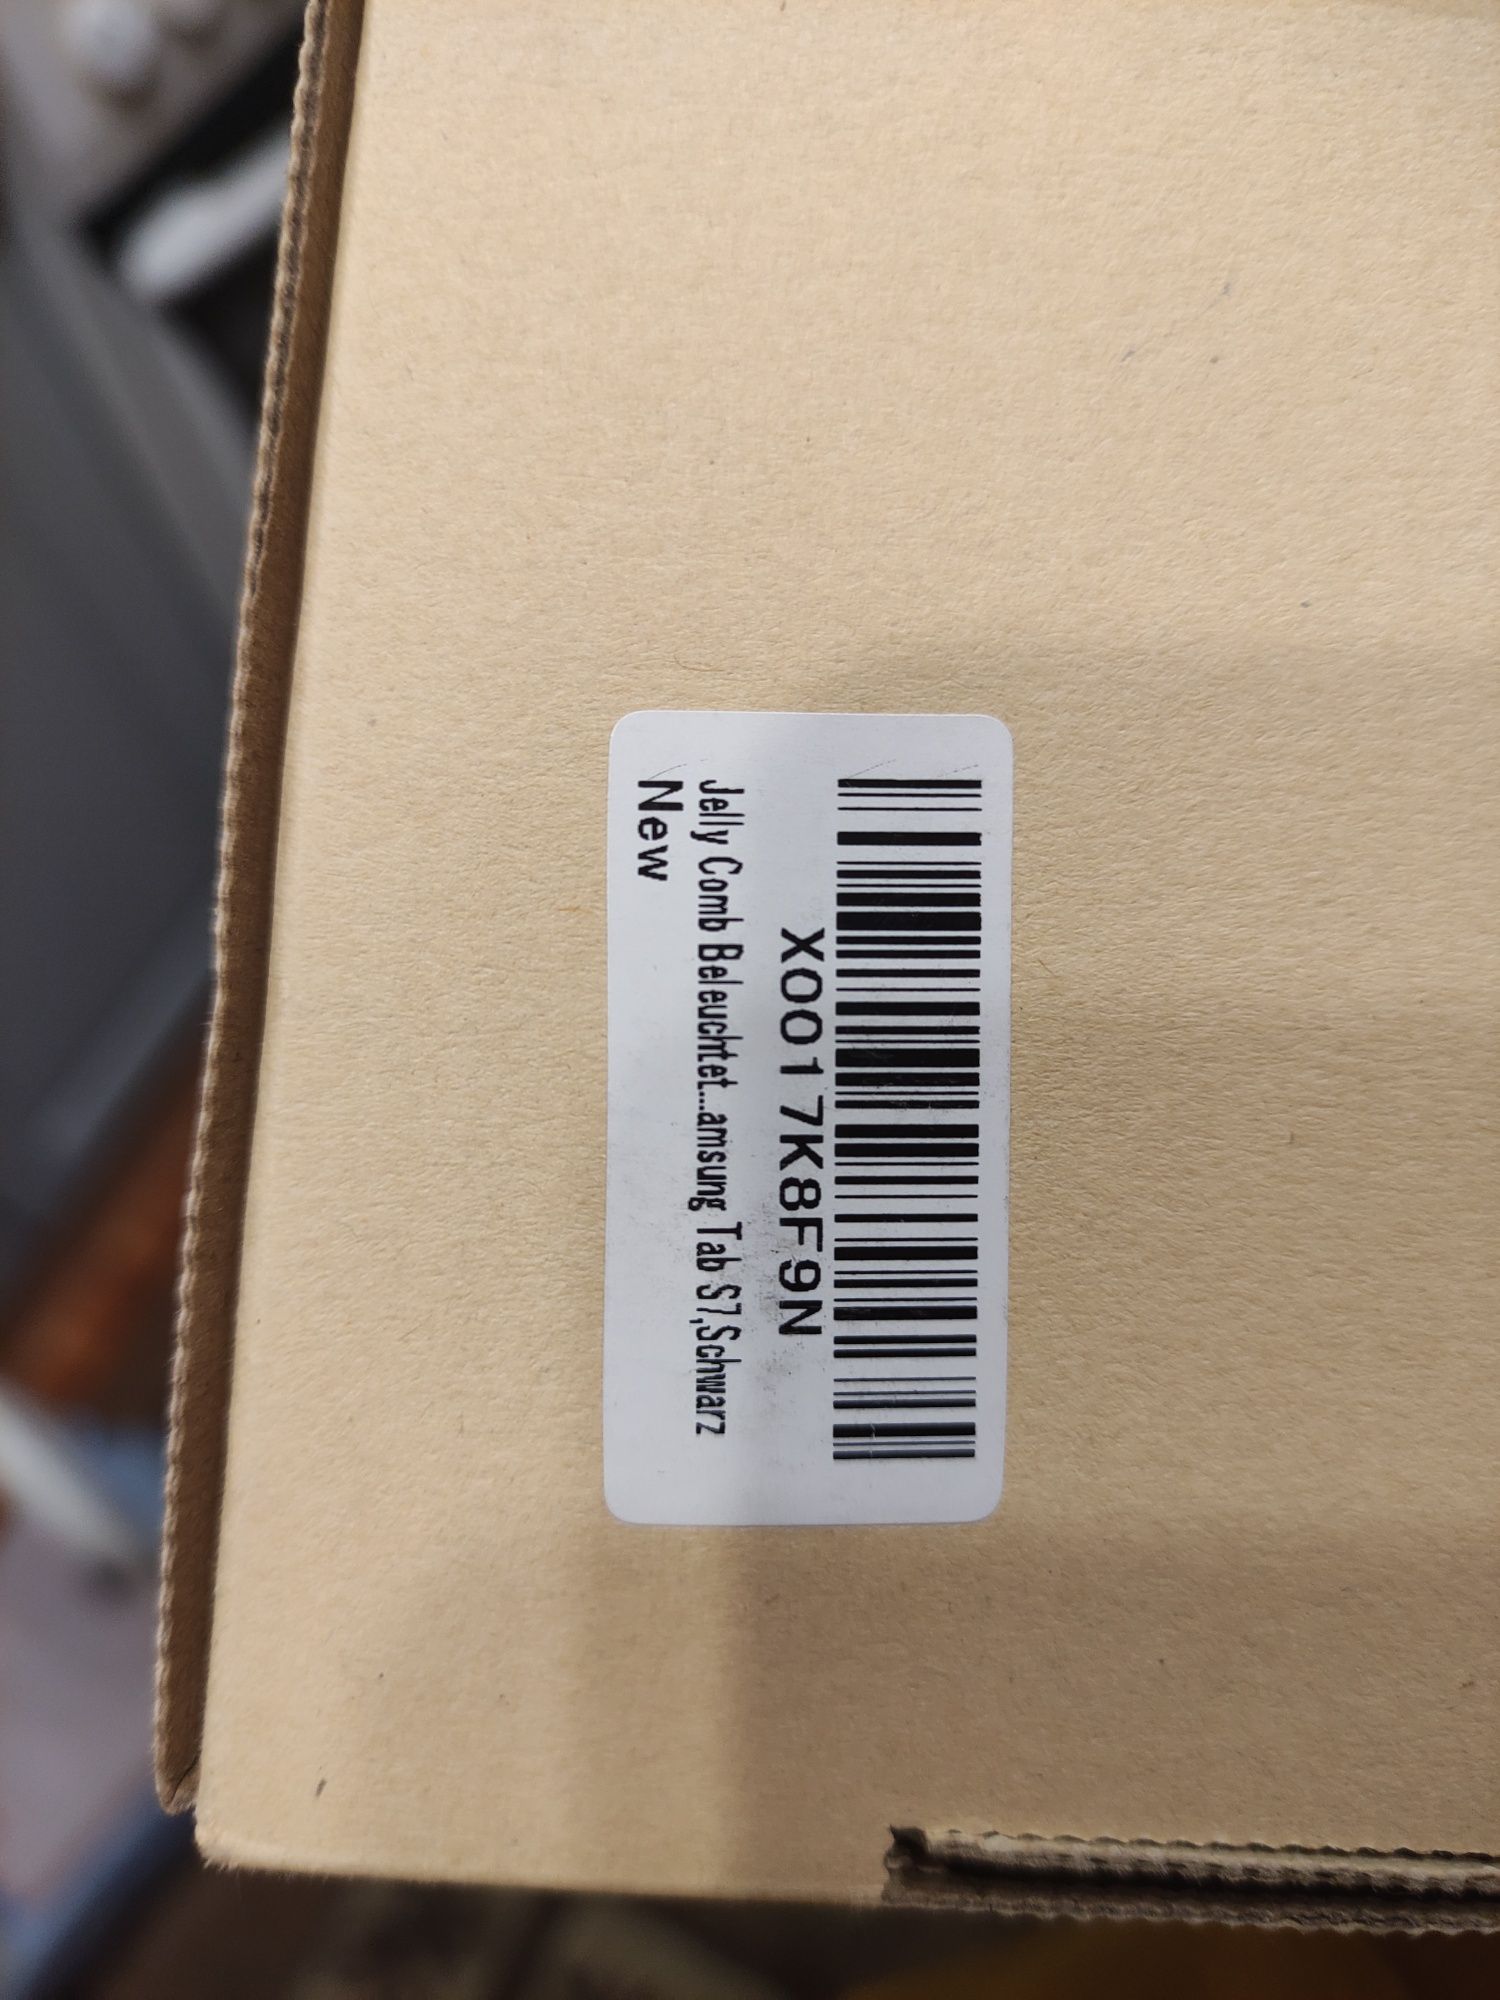 X0017K8F9N
Jelly Comb Beleuchtet...amsung Tab S7,Schwarz
New